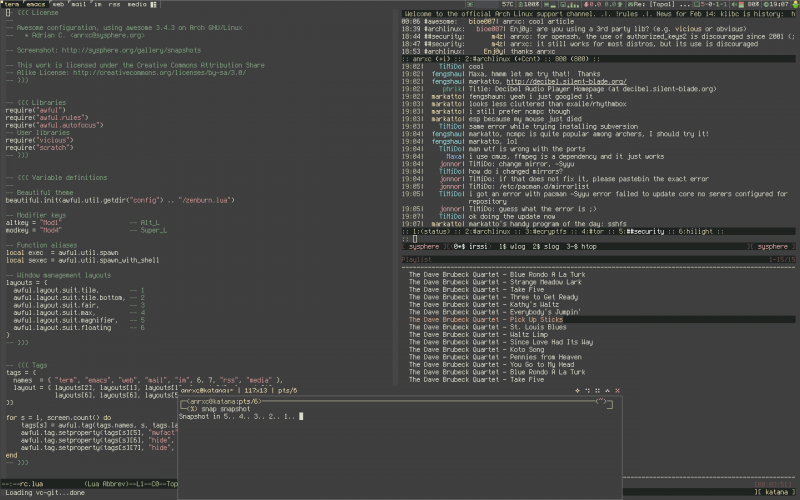 term emacs web mail im rss media
57C 100% 0.0 0.0 Re: [Topal] ...5-0-1-1 80% 19:07
-- {{{ License
--
-- Awesome configuration, using awesome 3.4.3 on Arch GNU/Linux
-- * Adrian C. (anrxc@sysphere.org)
-- Screenshot: http://sysphere.org/gallery/snapshots
-- This work is licensed under the Creative Commons Attribution Share
-- Alike License: http://creativecommons.org/licenses/by-sa/3.0/
-- }}}
-- {{{ Libraries
require("awful")
require("awful.rules")
require("awful.autofocus")
-- User libraries
require("vicious")
require("scratch")
-- }}}
-- {{{ Variable definitions
--
-- Beautiful theme
beautiful.init(awful.util.getdir("config") .. "/zenburn.lua")
-- Modifier keys
altkey = "Mod1" -- Alt_L
modkey = "Mod4" -- Super_L
-- Function aliases
local exec = awful.util.spawn
local sexec = awful.util.spawn_with_shell
-- Window management layouts
layouts = {
awful.layout.suit.tile, -- 1
awful.layout.suit.tile.bottom, -- 2
awful.layout.suit.fair, -- 3
awful.layout.suit.max, -- 4
awful.layout.suit.magnifier, -- 5
awful.layout.suit.floating -- 6
}
-- }}}
-- {{{ Tags
tags = {
names = { "term", "emacs", "web", "mail", "im", 6, 7, "rss", "media" },
layout = { layouts[2], layouts[1], layouts[
layouts[6], layouts[6], layouts[
}}
for s = 1, screen.count() do
tags[s] = awful.tag(tags.names, s, tags.la
awful.tag.setproperty(tags[s][5], "mwfact"
awful.tag.setproperty(tags[s][6], "hide",
awful.tag.setproperty(tags[s][7], "hide",
end
-- }}}
--:--rc.lua (Lua Abbrev)--L1--C0--Top
Loading vc-git...done
Welcome to the official Arch Linux support channel. .!. !rules .!. News for Feb 14: klibc is history: h
00:06 #awesome: bioe007| anrxc: cool article
18:39 #archlinux: bioe007| Enj0y: are you using a 3rd party lib? (e.g. vicious or obvious)
18:44 ##security: m4z| anrxc: for openssh, the use of authorized_keys2 is discouraged since 2001 (;
18:47 ##security: m4z| anrxc: it still works for most distros, but its use is discouraged
18:53 #archlinux: Enj0y| thanks anrxc
:: anrxc (+i) :: 2:#archlinux (+Ccnt) :: 800 (800) ::
19:02| TiMiDo| cool
19:02| fengshau| Maxa, hmmm let me try that! Thanks
19:02| markatto, http://decibel.silent-blade.org/
19:02| phrik| Title: Decibel Audio Player Homepage (at decibel.silent-blade.org)
19:02| markatto| fengshaun: yeah i just googled it
19:02| markatto| looks less cluttered than exaile/rhythmbox
19:03| markatto| i still prefer ncmpc though
19:03| markatto| esp because my mouse just died
19:03| TiMiDo| same error while trying installing subversion
19:04| fengshau| markatto, ncmpc is quite popular among archers, I should try it!
19:04| fengshau| markatto, lol
19:04| TiMiDo| man wtf is wrong with the ports
19:04| Maxa| i use cmus, ffmpeg is a dependency and it just works
19:04| jonnor| TiMiDo: change mirror, -Syyu
19:04| TiMiDo| how do i changed mirrors?
19:04| jonnor| TiMiDo: if that does not fix it, please pastebin the exact error
19:05| jonnor| TiMiDo: /etc/pacman.d/mirrorlist
19:05| TiMiDo| i got an error with pacman -Syyu error failed to update core no serers configured for
repository
19:05| jonnor| TiMiDo: guess what the error is ;)
19:07| TiMiDo| ok doing the update now
19:07| markatto| markatto's handy program of the day: sshfs
:: 1:(status) :: 2:#archlinux :: 3:#ecryptfs :: 4:#tor :: 5:##security :: 6:hilight ::
::
[ sysphere ][(0*$ irssi) 1$ wlog 2$ slog 3-$ htop ][ sysphere ]
Playlist 1-15/15
The Dave Brubeck Quartet - Blue Rondo A La Turk
The Dave Brubeck Quartet - Strange Meadow Lark
The Dave Brubeck Quartet - Take Five
The Dave Brubeck Quartet - Three to Get Ready
The Dave Brubeck Quartet - Kathy's Waltz
The Dave Brubeck Quartet - Everybody's Jumpin'
The Dave Brubeck Quartet - Pick Up Sticks
The Dave Brubeck Quartet - St. Louis Blues
The Dave Brubeck Quartet - Waltz Limp
The Dave Brubeck Quartet - Since Love Had Its Way
The Dave Brubeck Quartet - Koto Song
The Dave Brubeck Quartet - Pennies from Heaven
The Dave Brubeck Quartet - You Go to My Head
The Dave Brubeck Quartet - Blue Rondo A La Turk
The Dave Brubeck Quartet - Take Five
anrxc@katana:~ | 117x13 | pts/6
(anrxc@katana:pts/6) (~)
(%) snap snapshot
Snapshot in 5.. 4.. 3.. 2.. 1..
][ katana ]